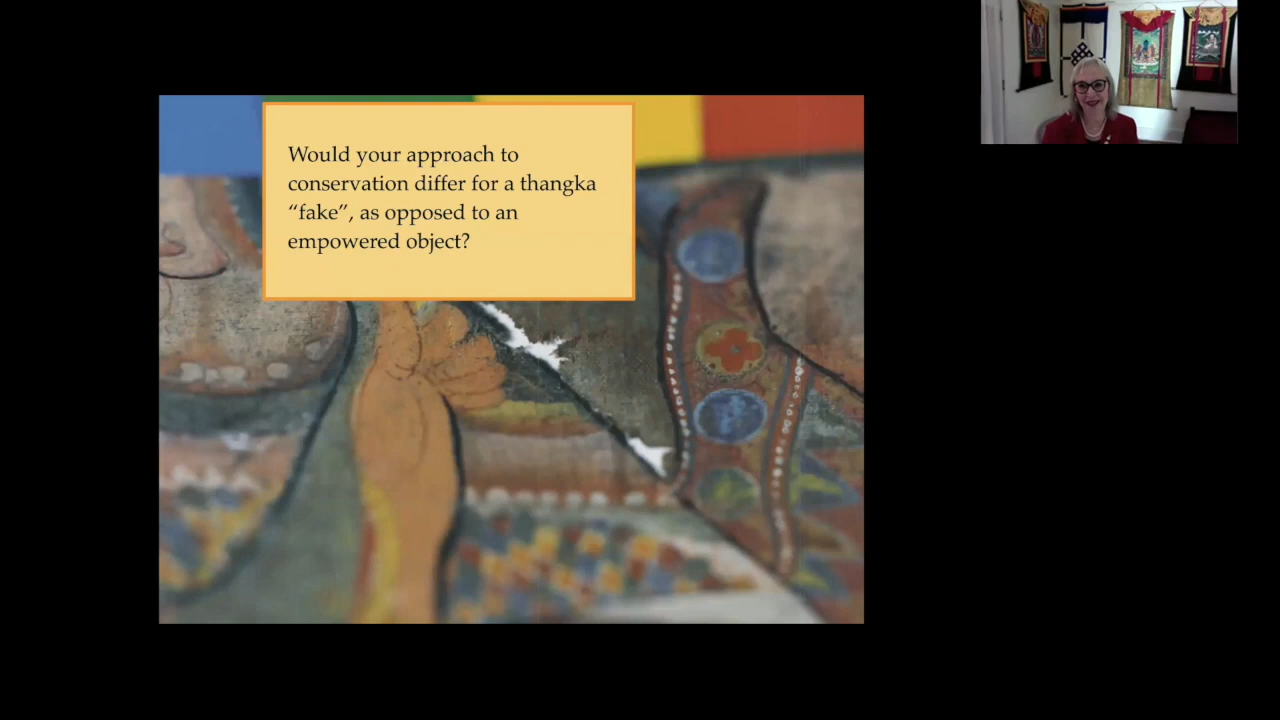 Would your approach to
conservation differ for a thangka
“fake”, as opposed to an
empowered object?